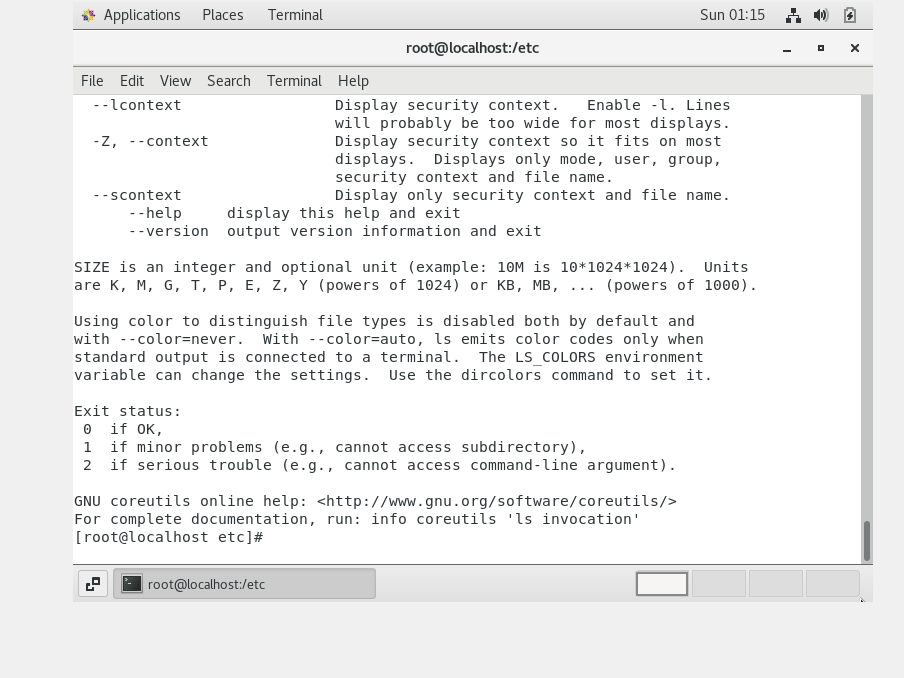 Applications Places Terminal Sun 01:15
root@localhost:/etc
File Edit View Search Terminal Help
--lcontext Display security context. Enable -l. Lines
will probably be too wide for most displays.
-Z, --context Display security context so it fits on most
displays. Displays only mode, user, group,
security context and file name.
--scontext Display only security context and file name.
--help display this help and exit
--version output version information and exit
SIZE is an integer and optional unit (example: 10M is 10*1024*1024). Units
are K, M, G, T, P, E, Z, Y (powers of 1024) or KB, MB, ... (powers of 1000).
Using color to distinguish file types is disabled both by default and
with --color=never. With --color=auto, ls emits color codes only when
standard output is connected to a terminal. The LS_COLORS environment
variable can change the settings. Use the dircolors command to set it.
Exit status:
0 if OK,
1 if minor problems (e.g., cannot access subdirectory),
2 if serious trouble (e.g., cannot access command-line argument).
GNU coreutils online help: <http://www.gnu.org/software/coreutils/>
For complete documentation, run: info coreutils 'ls invocation'
[root@localhost etc]#
root@localhost:/etc